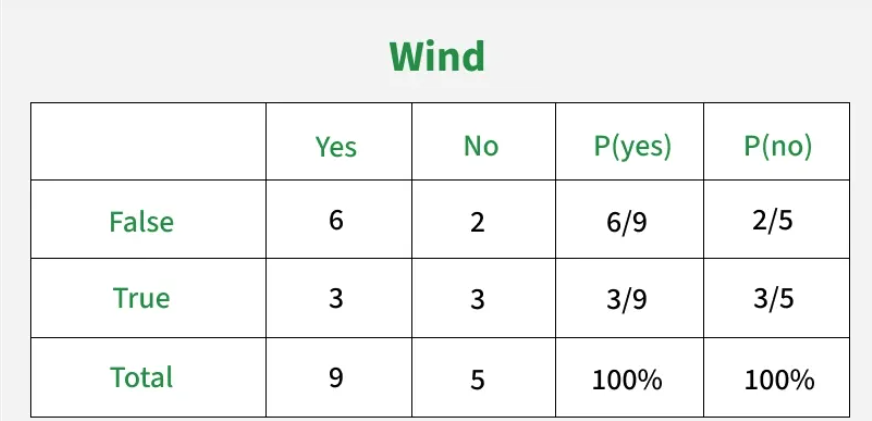 Wind
Yes No P(yes) P(no)
False 6 2 6/9 2/5
True 3 3 3/9 3/5
Total 9 5 100% 100%